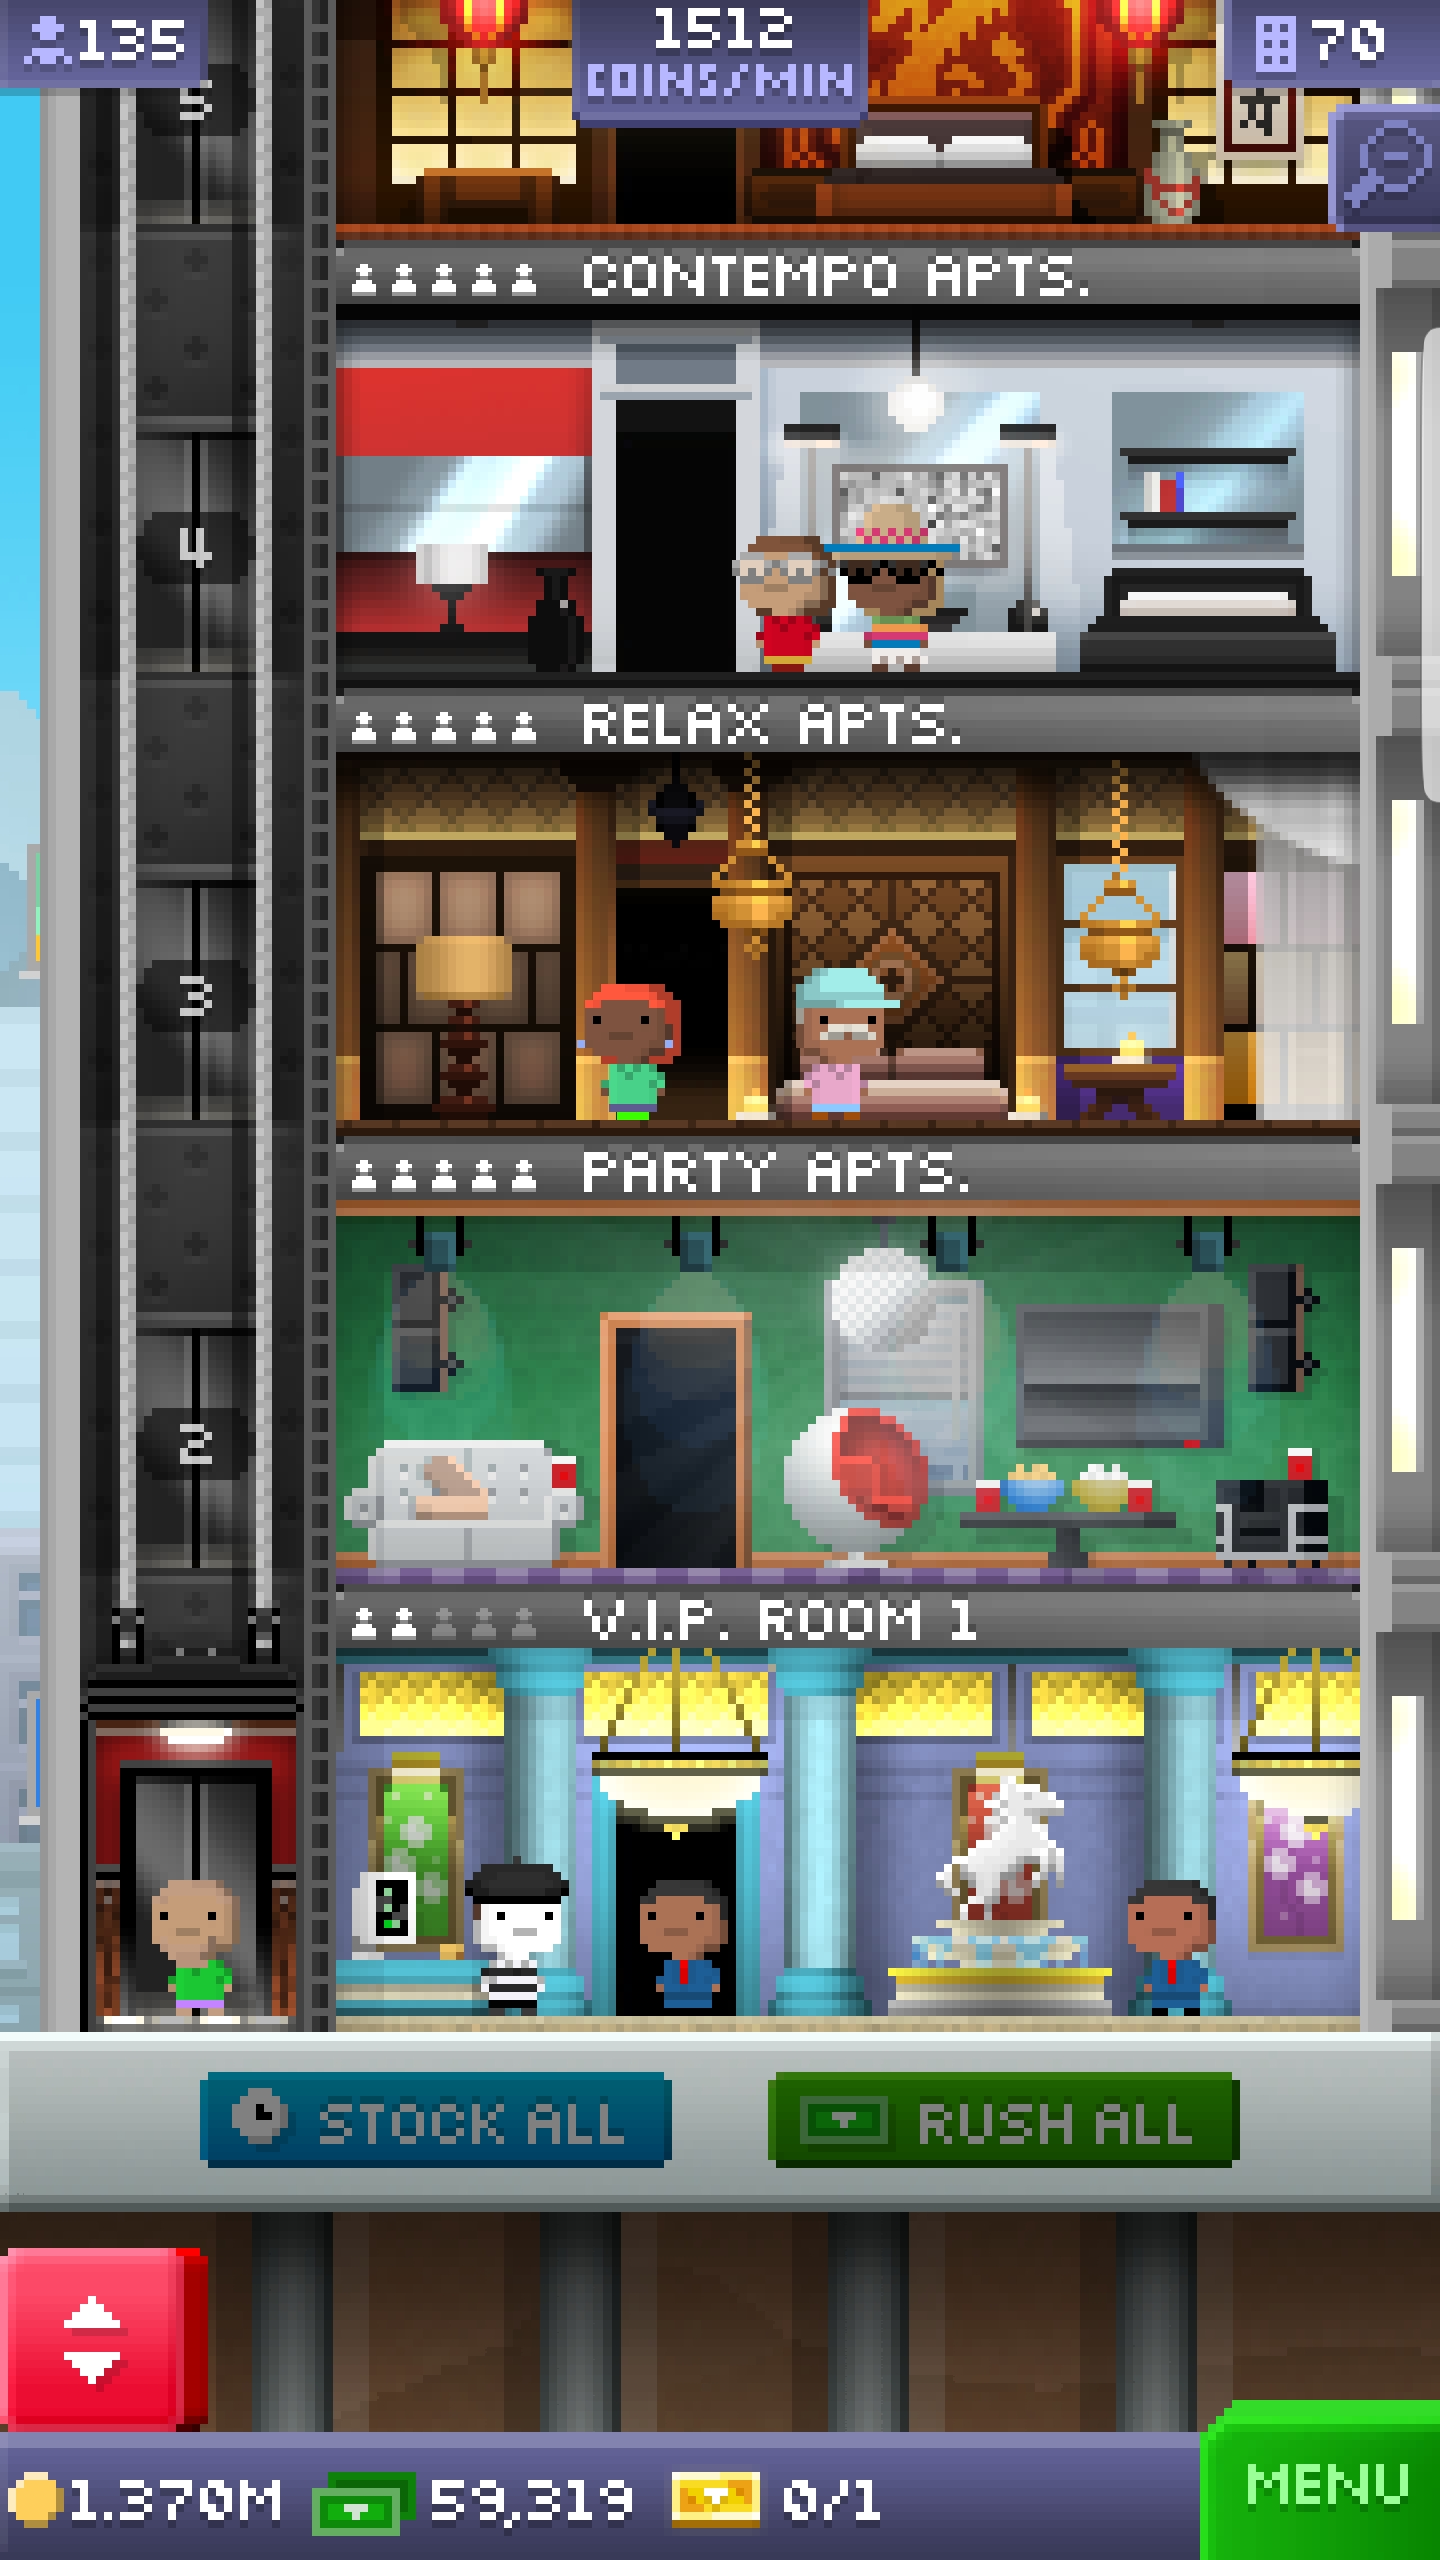 135
1512
COINS/MIN
70
5
CONTEMPO APTS.
4
RELAX APTS.
3
PARTY APTS.
2
V.I.P. ROOM 1
STOCK ALL
RUSH ALL
1.370M
59,319
0/1
MENU